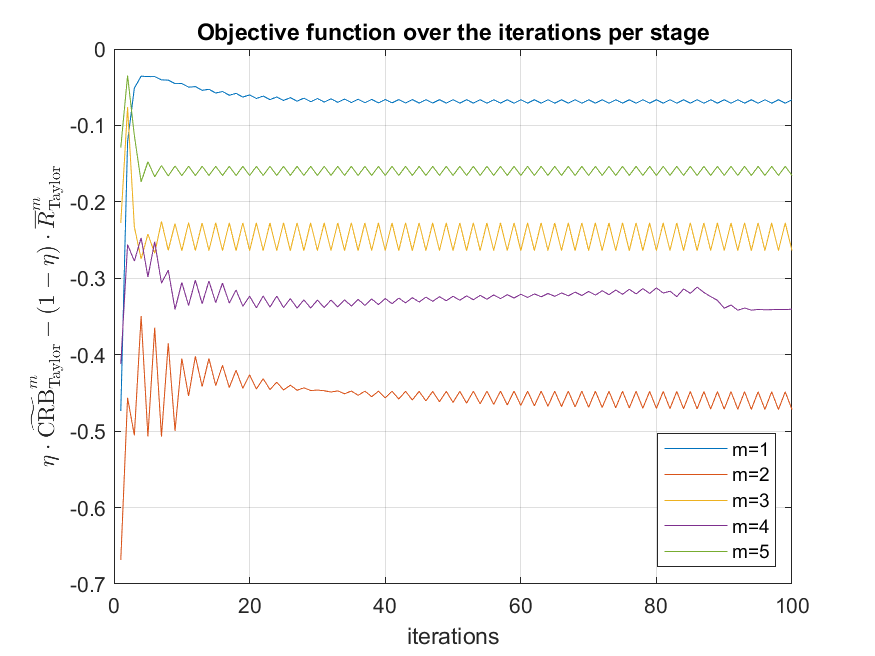 Objective function over the iterations per stage
0
-0.1
-0.2
-0.3
-0.4
-0.5
-0.6
-0.7
η · C͠RB^m_Taylor − (1 − η) · R̅^m_Taylor
0 20 40 60 80 100
iterations
m=1
m=2
m=3
m=4
m=5